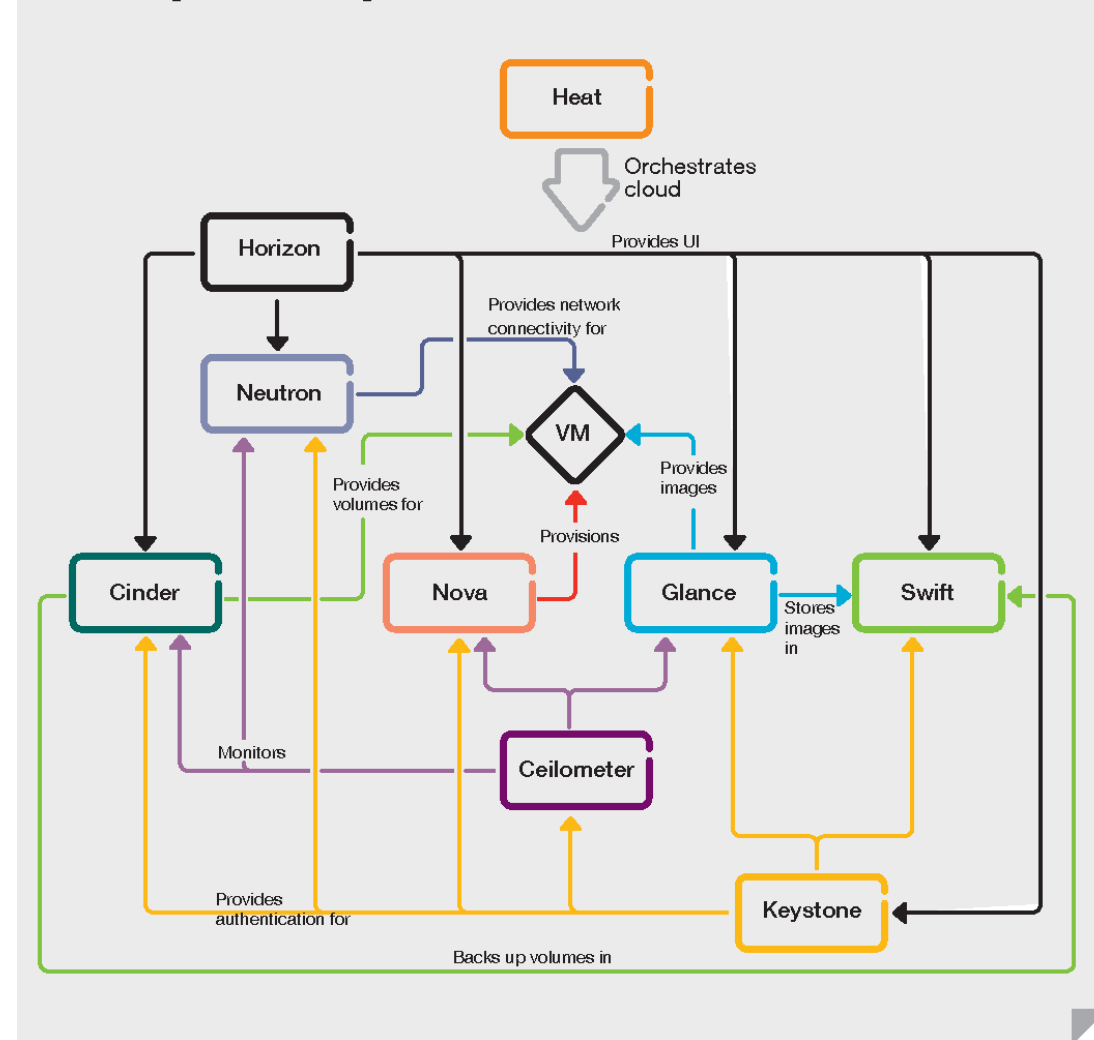 Heat
Orchestrates
cloud
Horizon
Provides UI
Provides network
connectivity for
Neutron
VM
Provides
volumes for
Provides
images
Provisions
Cinder
Nova
Glance
Swift
Stores
images
in
Monitors
Ceilometer
Provides
authentication for
Keystone
Backs up volumes in